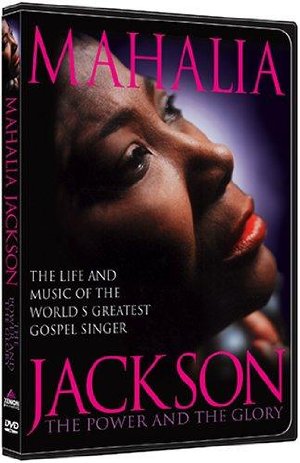 MAHALIA
THE LIFE AND
MUSIC OF THE
WORLD'S GREATEST
GOSPEL SINGER
JACKSON
THE POWER AND THE GLORY
MAHALIA JACKSON
THE
POWER AND
THE GLORY
XENON
DVD